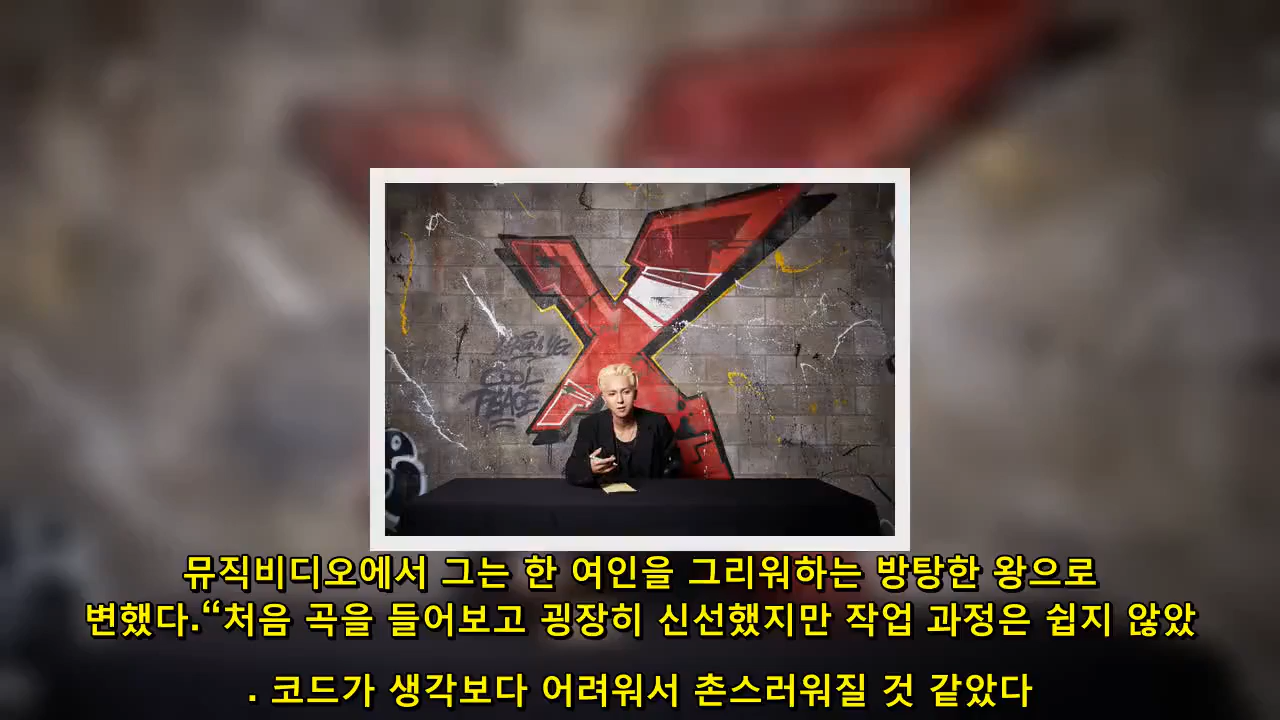 COOL
PEACE
뮤직비디오에서 그는 한 여인을 그리워하는 방탕한 왕으로
변했다.“처음 곡을 들어보고 굉장히 신선했지만 작업 과정은 쉽지 않았
. 코드가 생각보다 어려워서 촌스러워질 것 같았다